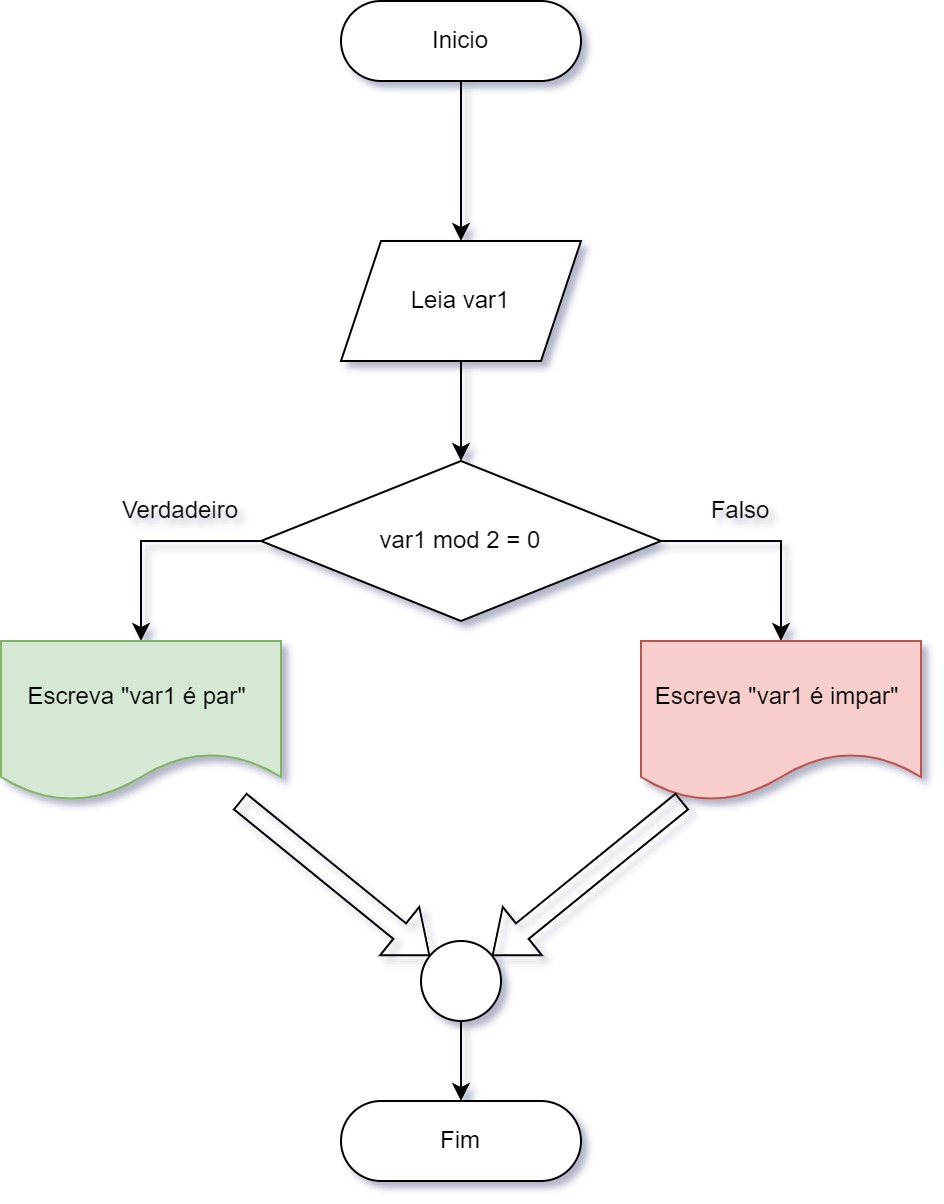 Inicio
Leia var1
Verdadeiro
Falso
var1 mod 2 = 0
Escreva "var1 é par"
Escreva "var1 é impar"
Fim